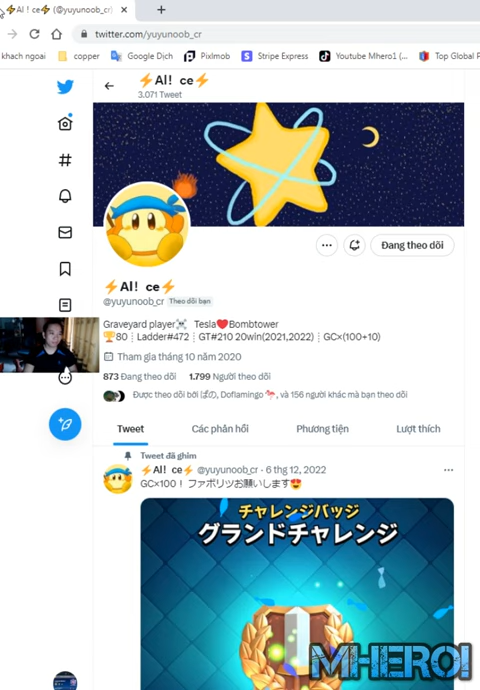 ⚡Al! ce⚡ (@yuyunoob_cr)
twitter.com/yuyunoob_cr
khach ngoai copper Google Dịch Pixlmob Stripe Express Youtube Mhero1 (... Top Global P
⚡Al! ce⚡
3.071 Tweet
Đang theo dõi
⚡Al! ce⚡
@yuyunoob_cr Theo dõi bạn
Graveyard player☠️ Tesla❤️Bombtower
🏆80┊Ladder#472┊GT#210 20win(2021,2022)┊GC×(100+10)
Tham gia tháng 10 năm 2020
873 Đang theo dõi 1.799 Người theo dõi
Được theo dõi bởi ばの, Doflamingo 🦩, và 156 người khác mà bạn theo dõi
Tweet Các phản hồi Phương tiện Lượt thích
Tweet đã ghim
⚡Al! ce⚡ @yuyunoob_cr · 6 thg 12, 2022
GC×100！ ファボリツお願いします😍
チャレンジバッジ
グランドチャレンジ
MHERO1